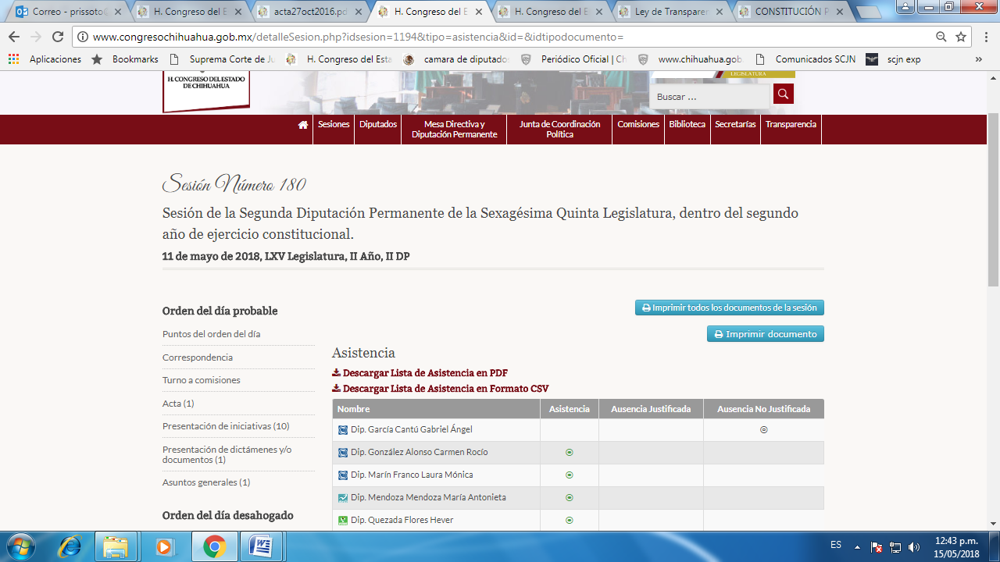 Correo - prissoto@
H. Congreso del E
acta27oct2016.pd
H. Congreso del E
H. Congreso del E
Ley de Transparen
CONSTITUCIÓN P
www.congresochihuahua.gob.mx/detalleSesion.php?idsesion=1194&tipo=asistencia&id=&idtipodocumento=
Aplicaciones Bookmarks Suprema Corte de Ju H. Congreso del Esta camara de diputado Periódico Oficial | Ch www.chihuahua.gob Comunicados SCJN scjn exp »
H. CONGRESO DEL ESTADO
DE CHIHUAHUA
LEGISLATURA
Buscar ...
Sesiones Diputados Mesa Directiva y Diputación Permanente Junta de Coordinación Política Comisiones Biblioteca Secretarías Transparencia
Sesión Número 180
Sesión de la Segunda Diputación Permanente de la Sexagésima Quinta Legislatura, dentro del segundo
año de ejercicio constitucional.
11 de mayo de 2018, LXV Legislatura, II Año, II DP
Imprimir todos los documentos de la sesión
Imprimir documento
Orden del día probable
Puntos del orden del día
Correspondencia
Turno a comisiones
Acta (1)
Presentación de iniciativas (10)
Presentación de dictámenes y/o
documentos (1)
Asuntos generales (1)
Orden del día desahogado
Asistencia
Descargar Lista de Asistencia en PDF
Descargar Lista de Asistencia en Formato CSV
Nombre Asistencia Ausencia Justificada Ausencia No Justificada
Dip. García Cantú Gabriel Ángel
Dip. González Alonso Carmen Rocío
Dip. Marín Franco Laura Mónica
Dip. Mendoza Mendoza María Antonieta
Dip. Quezada Flores Hever
ES
12:43 p.m.
15/05/2018